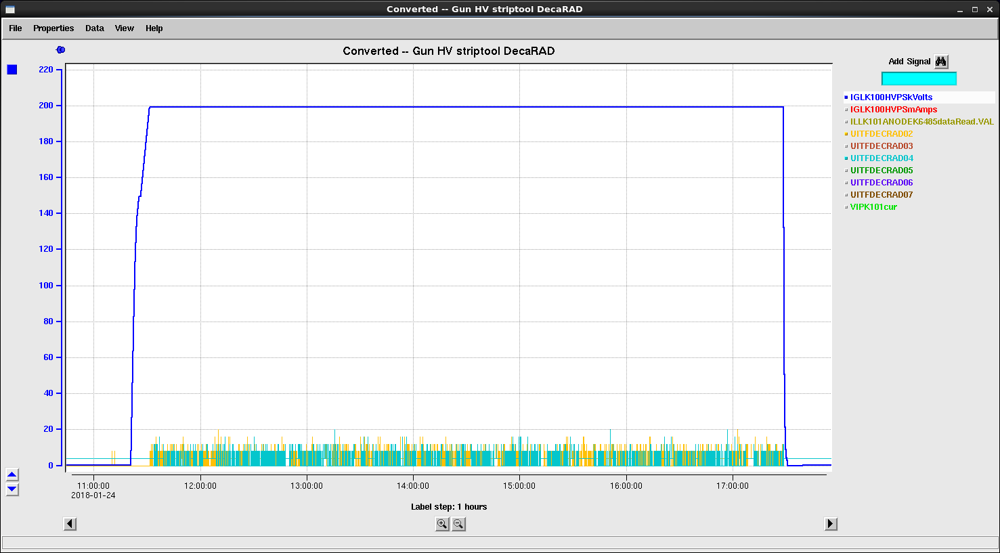 Converted -- Gun HV striptool DecaRAD
File Properties Data View Help
Converted -- Gun HV striptool DecaRAD
Add Signal
220
200
180
160
140
120
100
80
60
40
20
0
IGLK100HVPSkVolts
IGLK100HVPSmAmps
ILLK101ANODEK6485dataRead.VAL
UITFDECRAD02
UITFDECRAD03
UITFDECRAD04
UITFDECRAD05
UITFDECRAD06
UITFDECRAD07
VIPK101cur
11:00:00 12:00:00 13:00:00 14:00:00 15:00:00 16:00:00 17:00:00
2018-01-24
Label step: 1 hours